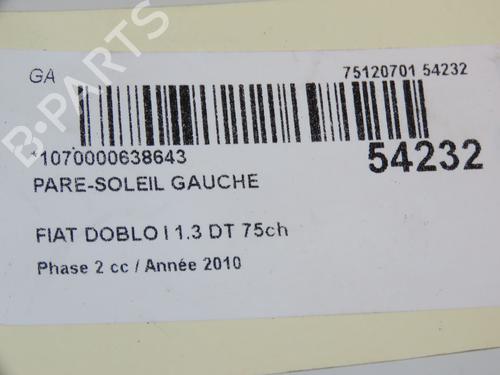 GA
75120701 54232
*1070000638643
54232
PARE-SOLEIL GAUCHE
FIAT DOBLO I 1.3 DT 75ch
Phase 2 cc / Année 2010
B-PARTS